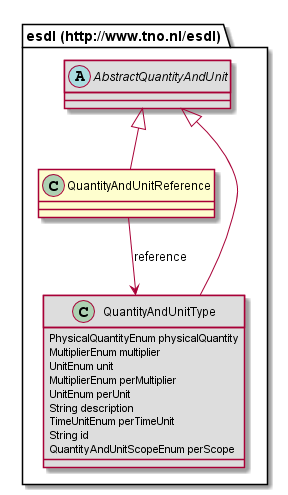 esdl (http://www.tno.nl/esdl)
A AbstractQuantityAndUnit
C QuantityAndUnitReference
reference
C QuantityAndUnitType
PhysicalQuantityEnum physicalQuantity
MultiplierEnum multiplier
UnitEnum unit
MultiplierEnum perMultiplier
UnitEnum perUnit
String description
TimeUnitEnum perTimeUnit
String id
QuantityAndUnitScopeEnum perScope